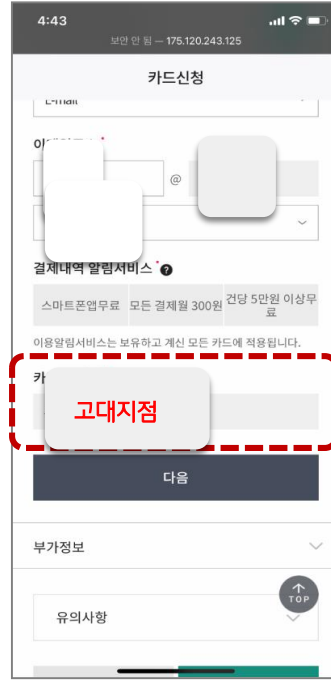 4:43
보안 안 됨 — 175.120.243.125
카드신청
E-mail
@
결제내역 알림서비스 *
스마트폰앱무료 모든 결제월 300원 건당 5만원 이상무료
이용알림서비스는 보유하고 계신 모든 카드에 적용됩니다.
카
고대지점
다음
부가정보
TOP
유의사항